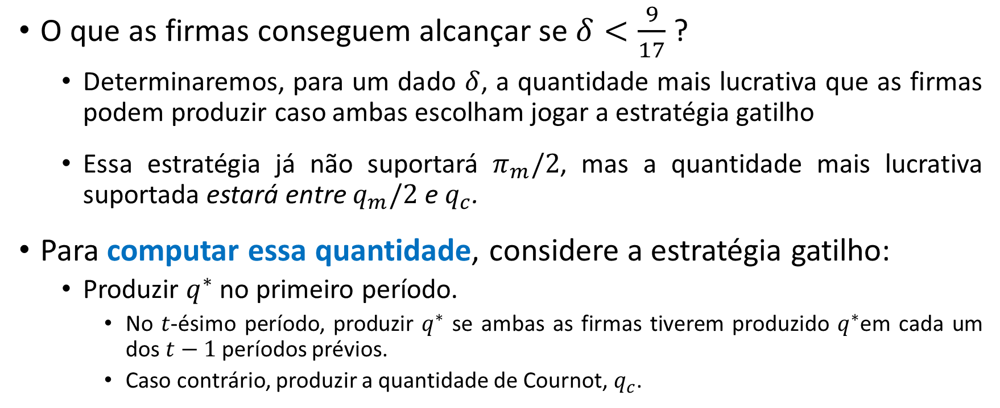 • O que as firmas conseguem alcançar se δ < 9/17 ?
• Determinaremos, para um dado δ, a quantidade mais lucrativa que as firmas
podem produzir caso ambas escolham jogar a estratégia gatilho
• Essa estratégia já não suportará π_m/2, mas a quantidade mais lucrativa
suportada estará entre q_m/2 e q_c.
• Para computar essa quantidade, considere a estratégia gatilho:
• Produzir q* no primeiro período.
• No t-ésimo período, produzir q* se ambas as firmas tiverem produzido q*em cada um
dos t − 1 períodos prévios.
• Caso contrário, produzir a quantidade de Cournot, q_c.